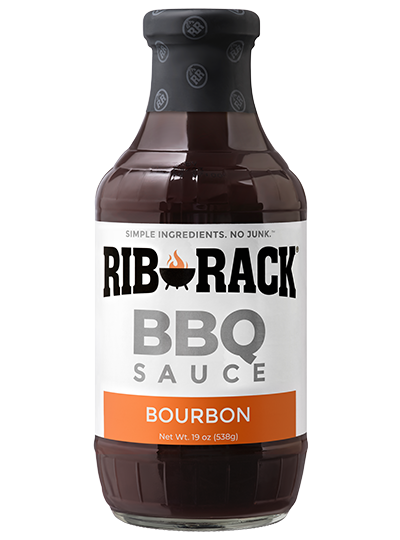 SIMPLE INGREDIENTS. NO JUNK.™
RIB RACK®
BBQ
SAUCE
BOURBON
Net Wt. 19 oz (538g)